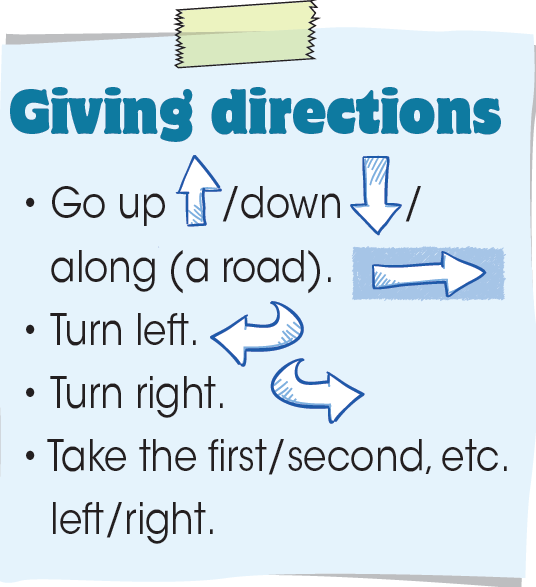 Giving directions
• Go up /down /
along (a road).
• Turn left.
• Turn right.
• Take the first/second, etc.
left/right.